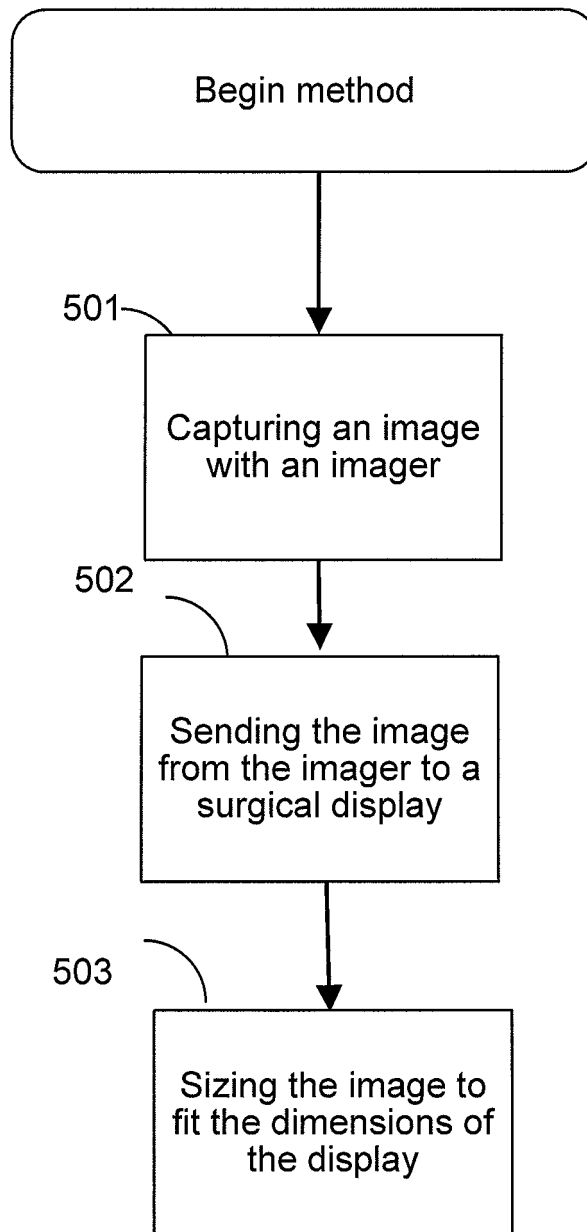 Begin method
501
Capturing an image
with an imager
502
Sending the image
from the imager to a
surgical display
503
Sizing the image to
fit the dimensions of
the display